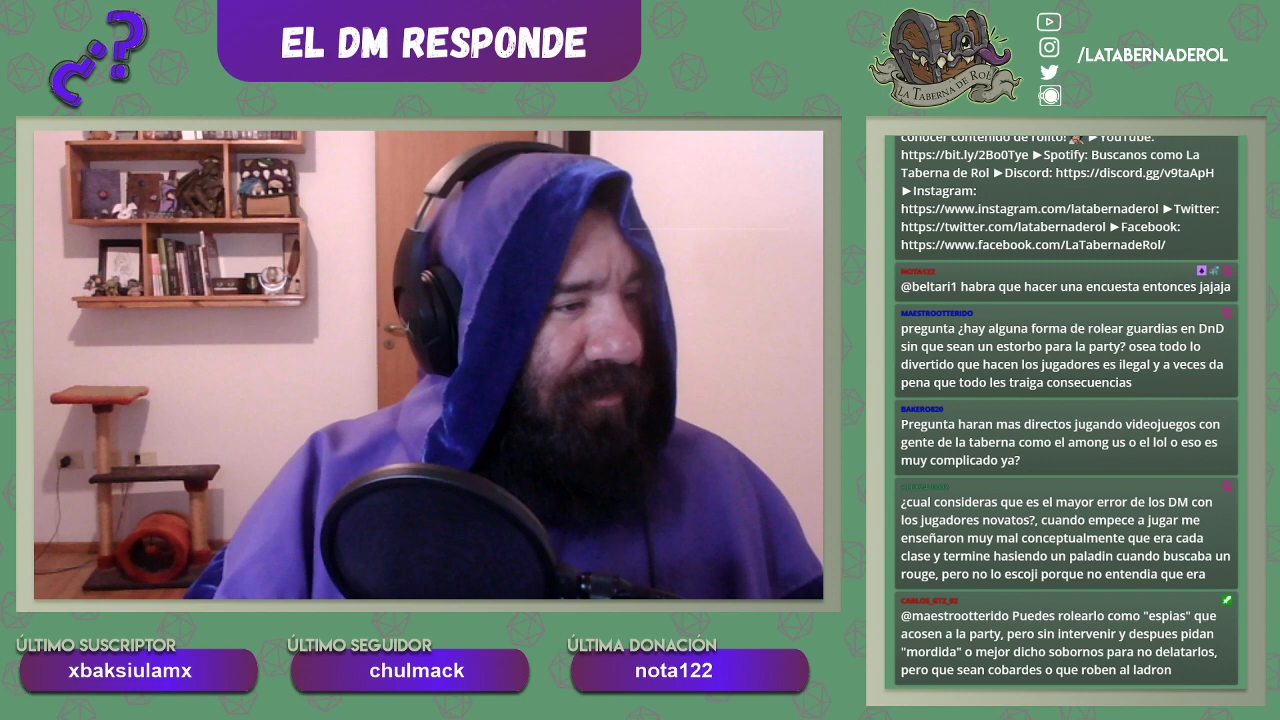 EL DM RESPONDE
LA TABERNA DE ROL
/LATABERNADEROL
conocer contenido de rolito! ►YouTube:
https://bit.ly/2Bo0Tye ►Spotify: Buscanos como La
Taberna de Rol ►Discord: https://discord.gg/v9taApH
►Instagram:
https://www.instagram.com/latabernaderol ►Twitter:
https://twitter.com/latabernaderol ►Facebook:
https://www.facebook.com/LaTabernadeRol/
NOTA122
@beltari1 habra que hacer una encuesta entonces jajaja
MAESTROOTTERIDO
pregunta ¿hay alguna forma de rolear guardias en DnD
sin que sean un estorbo para la party? osea todo lo
divertido que hacen los jugadores es ilegal y a veces da
pena que todo les traiga consecuencias
BAKERO820
Pregunta haran mas directos jugando videojuegos con
gente de la taberna como el among us o el lol o eso es
muy complicado ya?
¿cual consideras que es el mayor error de los DM con
los jugadores novatos?, cuando empece a jugar me
enseñaron muy mal conceptualmente que era cada
clase y termine hasiendo un paladin cuando buscaba un
rouge, pero no lo escoji porque no entendia que era
CARLOS_GTZ_92
@maestrootterido Puedes rolearlo como "espias" que
acosen a la party, pero sin intervenir y despues pidan
"mordida" o mejor dicho sobornos para no delatarlos,
pero que sean cobardes o que roben al ladron
ÚLTIMO SUSCRIPTOR
xbaksiulamx
ÚLTIMO SEGUIDOR
chulmack
ÚLTIMA DONACIÓN
nota122